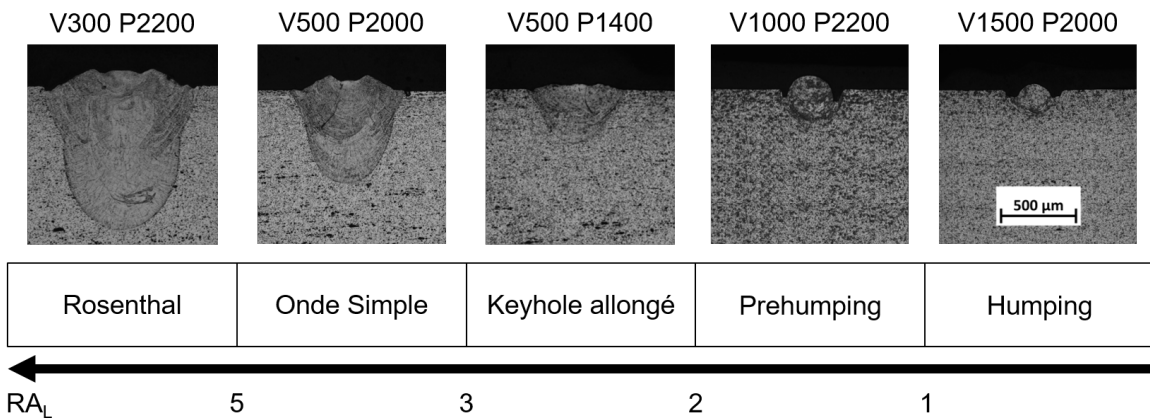 V300 P2200 V500 P2000 V500 P1400 V1000 P2200 V1500 P2000
500 µm
Rosenthal Onde Simple Keyhole allongé Prehumping Humping
RAL 5 3 2 1